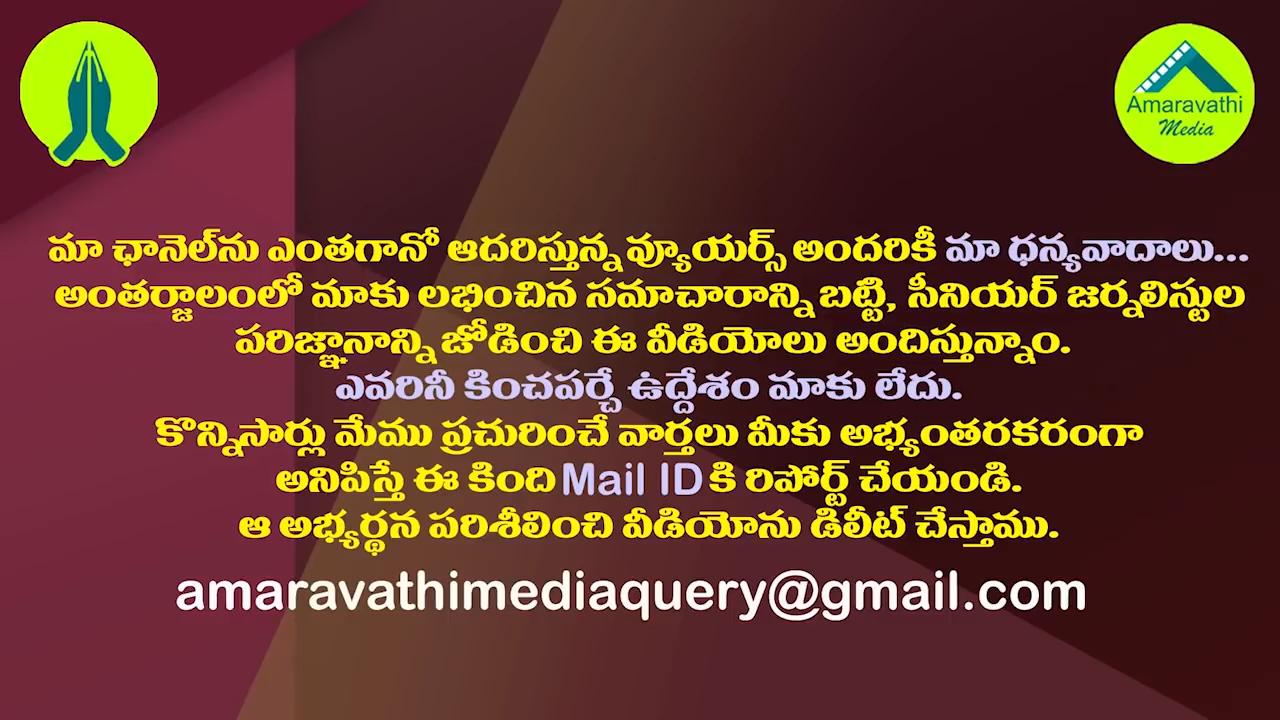 Amaravathi
Media
మా ఛానెల్‌ను ఎంతగానో ఆదరిస్తున్న వ్యూయర్స్ అందరికీ మా ధన్యవాదాలు...
అంతర్జాలంలో మాకు లభించిన సమాచారాన్ని బట్టి, సీనియర్ జర్నలిస్టుల
పరిజ్ఞానాన్ని జోడించి ఈ వీడియోలు అందిస్తున్నాం.
ఎవరినీ కించపర్చే ఉద్దేశం మాకు లేదు.
కొన్నిసార్లు మేము ప్రచురించే వార్తలు మీకు అభ్యంతరకరంగా
అనిపిస్తే ఈ కింది Mail ID కి రిపోర్ట్ చేయండి.
ఆ అభ్యర్థన పరిశీలించి వీడియోను డిలీట్ చేస్తాము.
amaravathimediaquery@gmail.com